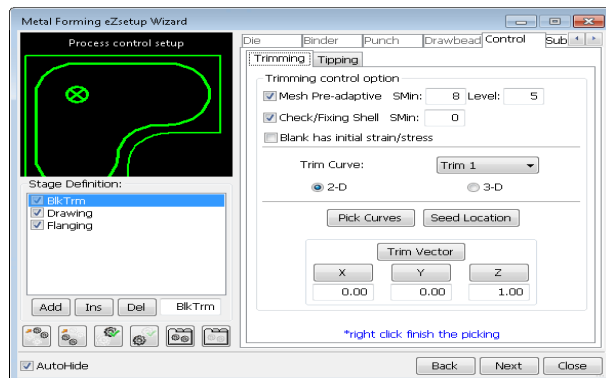 Metal Forming eZsetup Wizard
Process control setup
Die Binder Punch Drawbead Control Sub
Trimming Tipping
Trimming control option
Mesh Pre-adaptive SMin: 8 Level: 5
Check/Fixing Shell SMin: 0
Blank has initial strain/stress
Trim Curve: Trim 1
2-D 3-D
Stage Definition:
BlkTrm
Drawing
Flanging
Pick Curves Seed Location
Trim Vector
X Y Z
0.00 0.00 1.00
Add Ins Del BlkTrm
*right click finish the picking
AutoHide Back Next Close